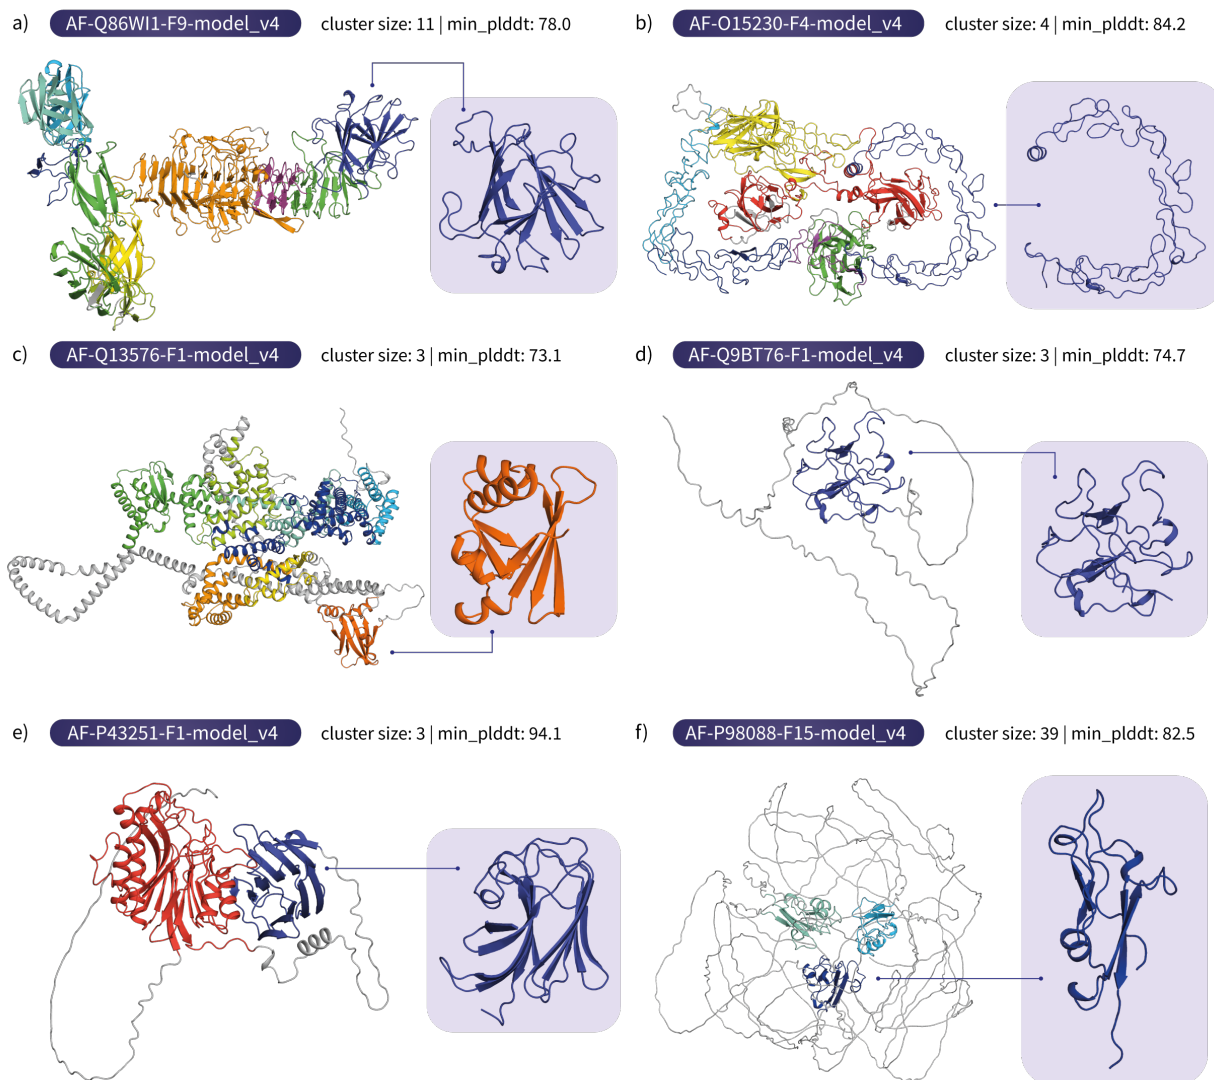 a) AF-Q86WI1-F9-model_v4 cluster size: 11 | min_plddt: 78.0
b) AF-O15230-F4-model_v4 cluster size: 4 | min_plddt: 84.2
c) AF-Q13576-F1-model_v4 cluster size: 3 | min_plddt: 73.1
d) AF-Q9BT76-F1-model_v4 cluster size: 3 | min_plddt: 74.7
e) AF-P43251-F1-model_v4 cluster size: 3 | min_plddt: 94.1
f) AF-P98088-F15-model_v4 cluster size: 39 | min_plddt: 82.5